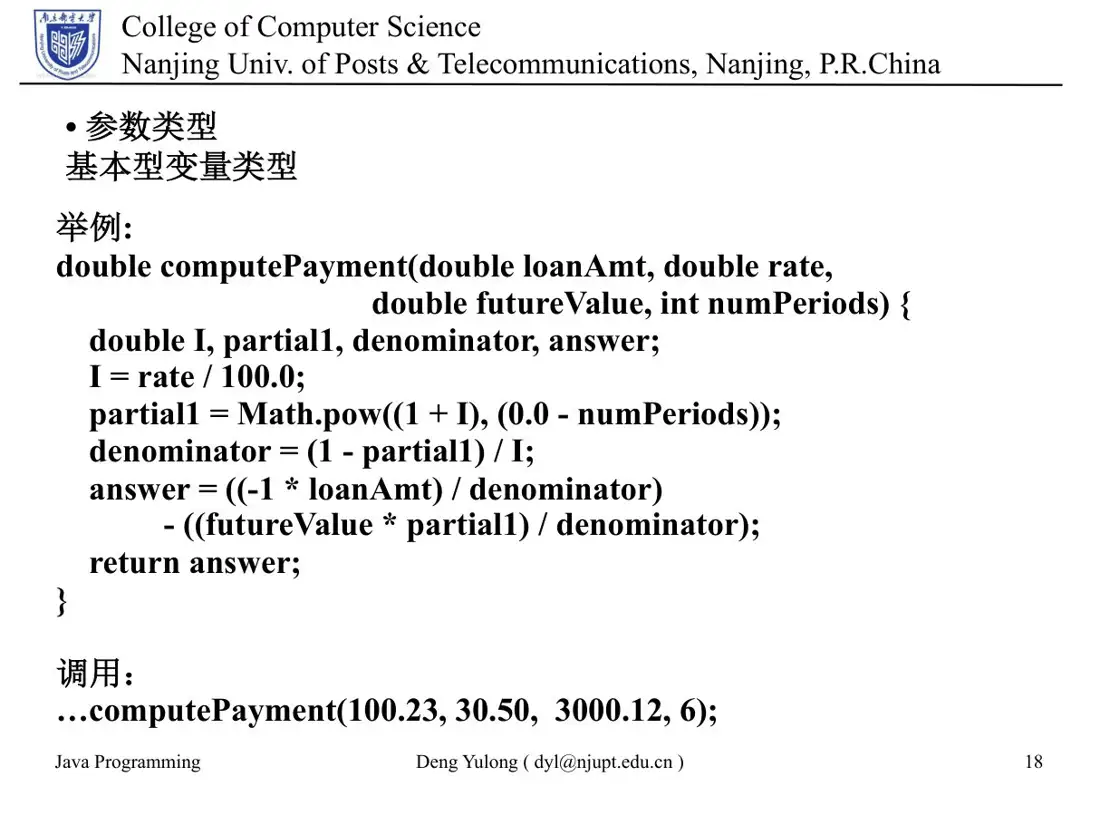 College of Computer Science
Nanjing Univ. of Posts & Telecommunications, Nanjing, P.R.China
• 参数类型
基本型变量类型
举例:
double computePayment(double loanAmt, double rate,
double futureValue, int numPeriods) {
double I, partial1, denominator, answer;
I = rate / 100.0;
partial1 = Math.pow((1 + I), (0.0 - numPeriods));
denominator = (1 - partial1) / I;
answer = ((-1 * loanAmt) / denominator)
- ((futureValue * partial1) / denominator);
return answer;
}
调用：
…computePayment(100.23, 30.50,  3000.12, 6);
Java Programming
Deng Yulong ( dyl@njupt.edu.cn )
18